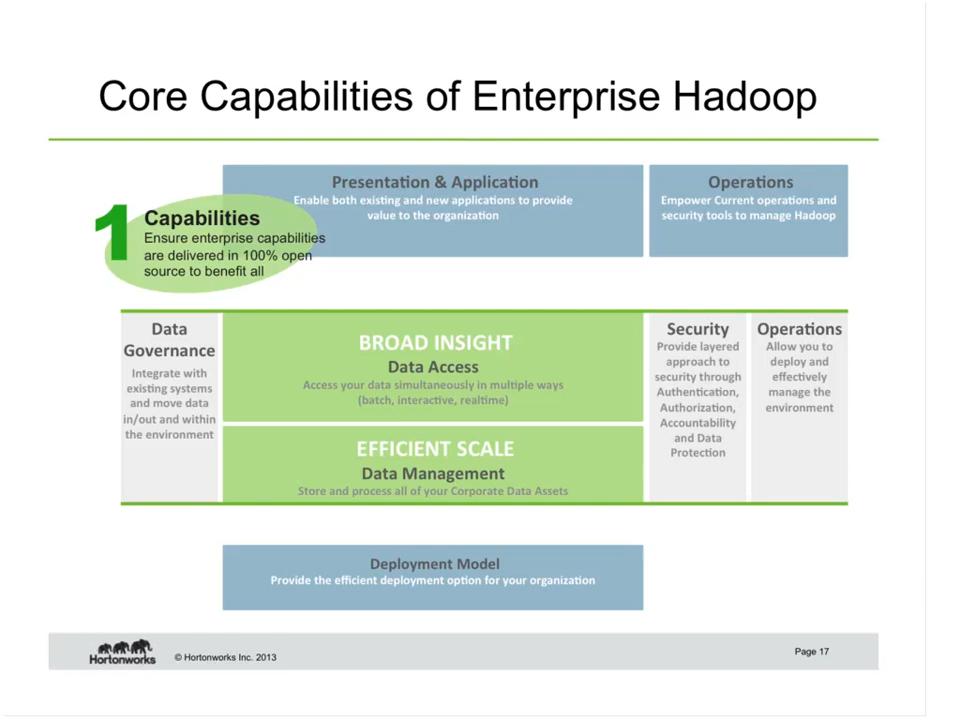 Core Capabilities of Enterprise Hadoop
Presentation & Application
Enable both existing and new applications to provide
value to the organization
Operations
Empower Current operations and
security tools to manage Hadoop
1
Capabilities
Ensure enterprise capabilities
are delivered in 100% open
source to benefit all
Data
Governance
Integrate with
existing systems
and move data
in/out and within
the environment
BROAD INSIGHT
Data Access
Access your data simultaneously in multiple ways
(batch, interactive, realtime)
EFFICIENT SCALE
Data Management
Store and process all of your Corporate Data Assets
Security
Provide layered
approach to
security through
Authentication,
Authorization,
Accountability
and Data
Protection
Operations
Allow you to
deploy and
effectively
manage the
environment
Deployment Model
Provide the efficient deployment option for your organization
Hortonworks
© Hortonworks Inc. 2013
Page 17